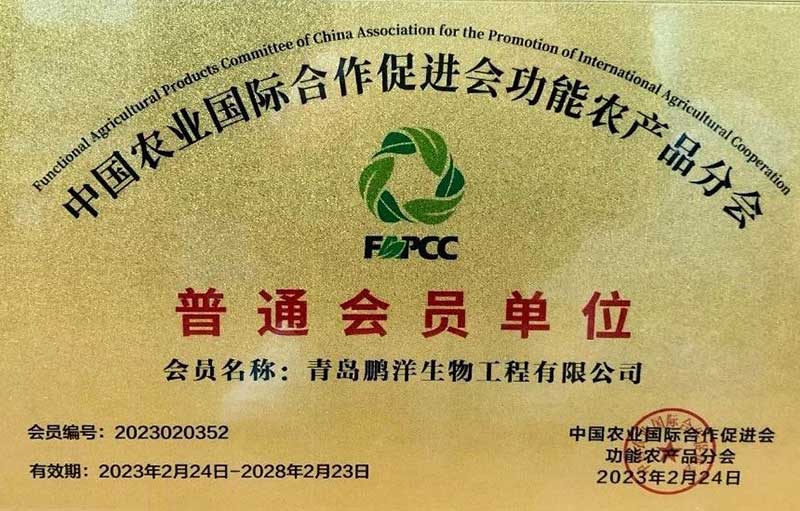 Functional Agricultural Products Committee of China Association for the Promotion of International Agricultural Cooperation
中国农业国际合作促进会功能农产品分会
FAPCC
普通会员单位
会员名称：青岛鹏洋生物工程有限公司
会员编号：2023020352
有效期：2023年2月24日-2028年2月23日
中国农业国际合作促进会
功能农产品分会
2023年2月24日